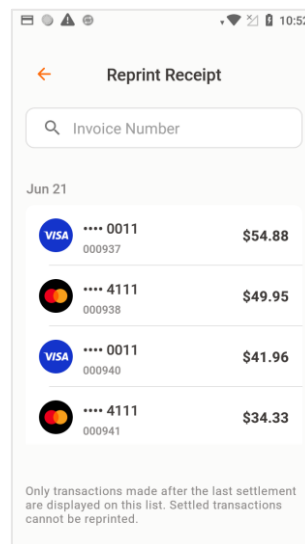 10:52
Reprint Receipt
Invoice Number
Jun 21
VISA •••• 0011 $54.88
000937
•••• 4111 $49.95
000938
VISA •••• 0011 $41.96
000940
•••• 4111 $34.33
000941
Only transactions made after the last settlement
are displayed on this list. Settled transactions
cannot be reprinted.